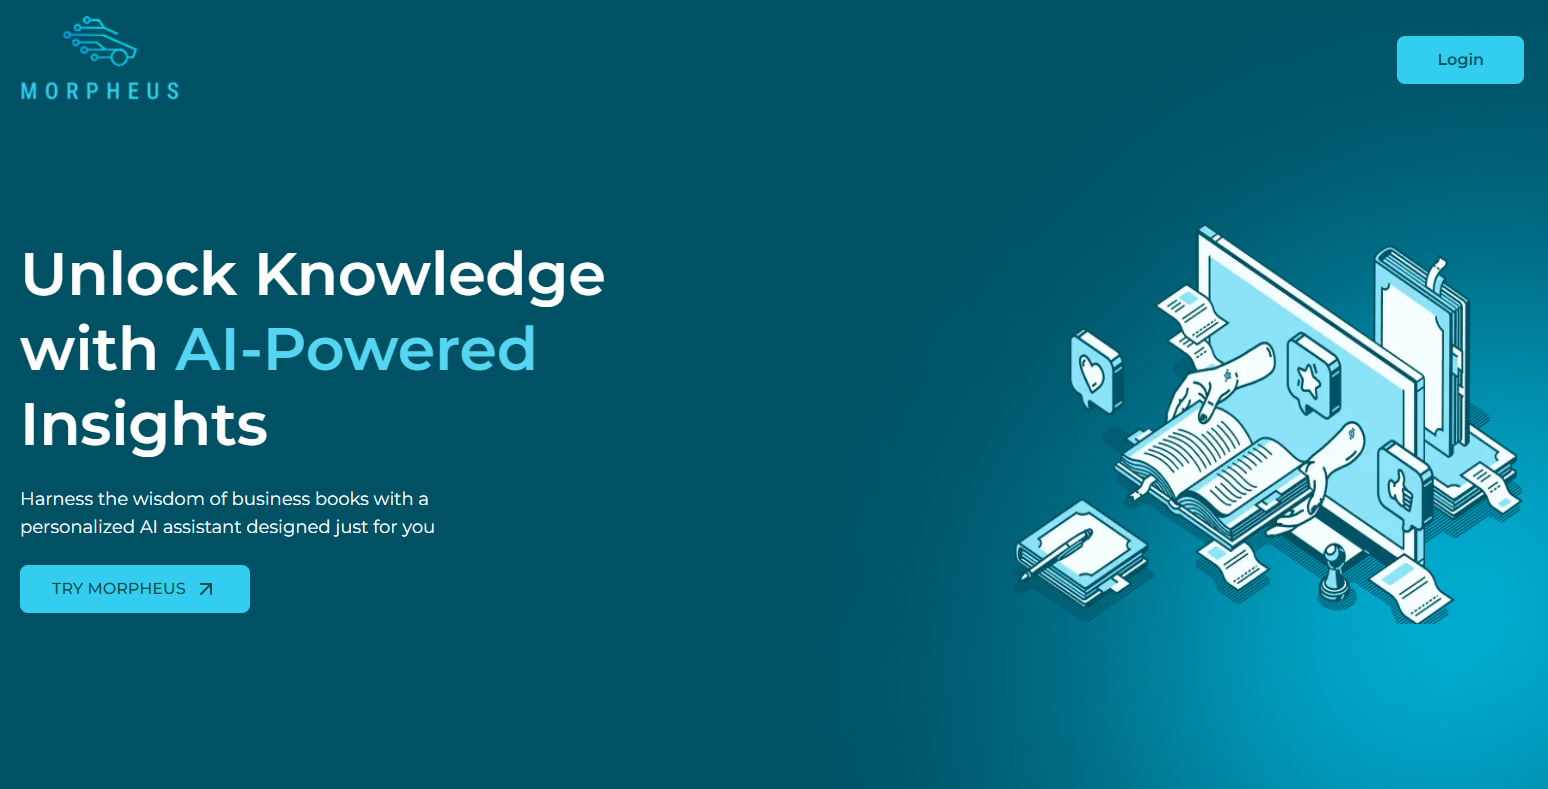 MORPHEUS
Login
Unlock Knowledge
with AI-Powered
Insights
Harness the wisdom of business books with a
personalized AI assistant designed just for you
TRY MORPHEUS